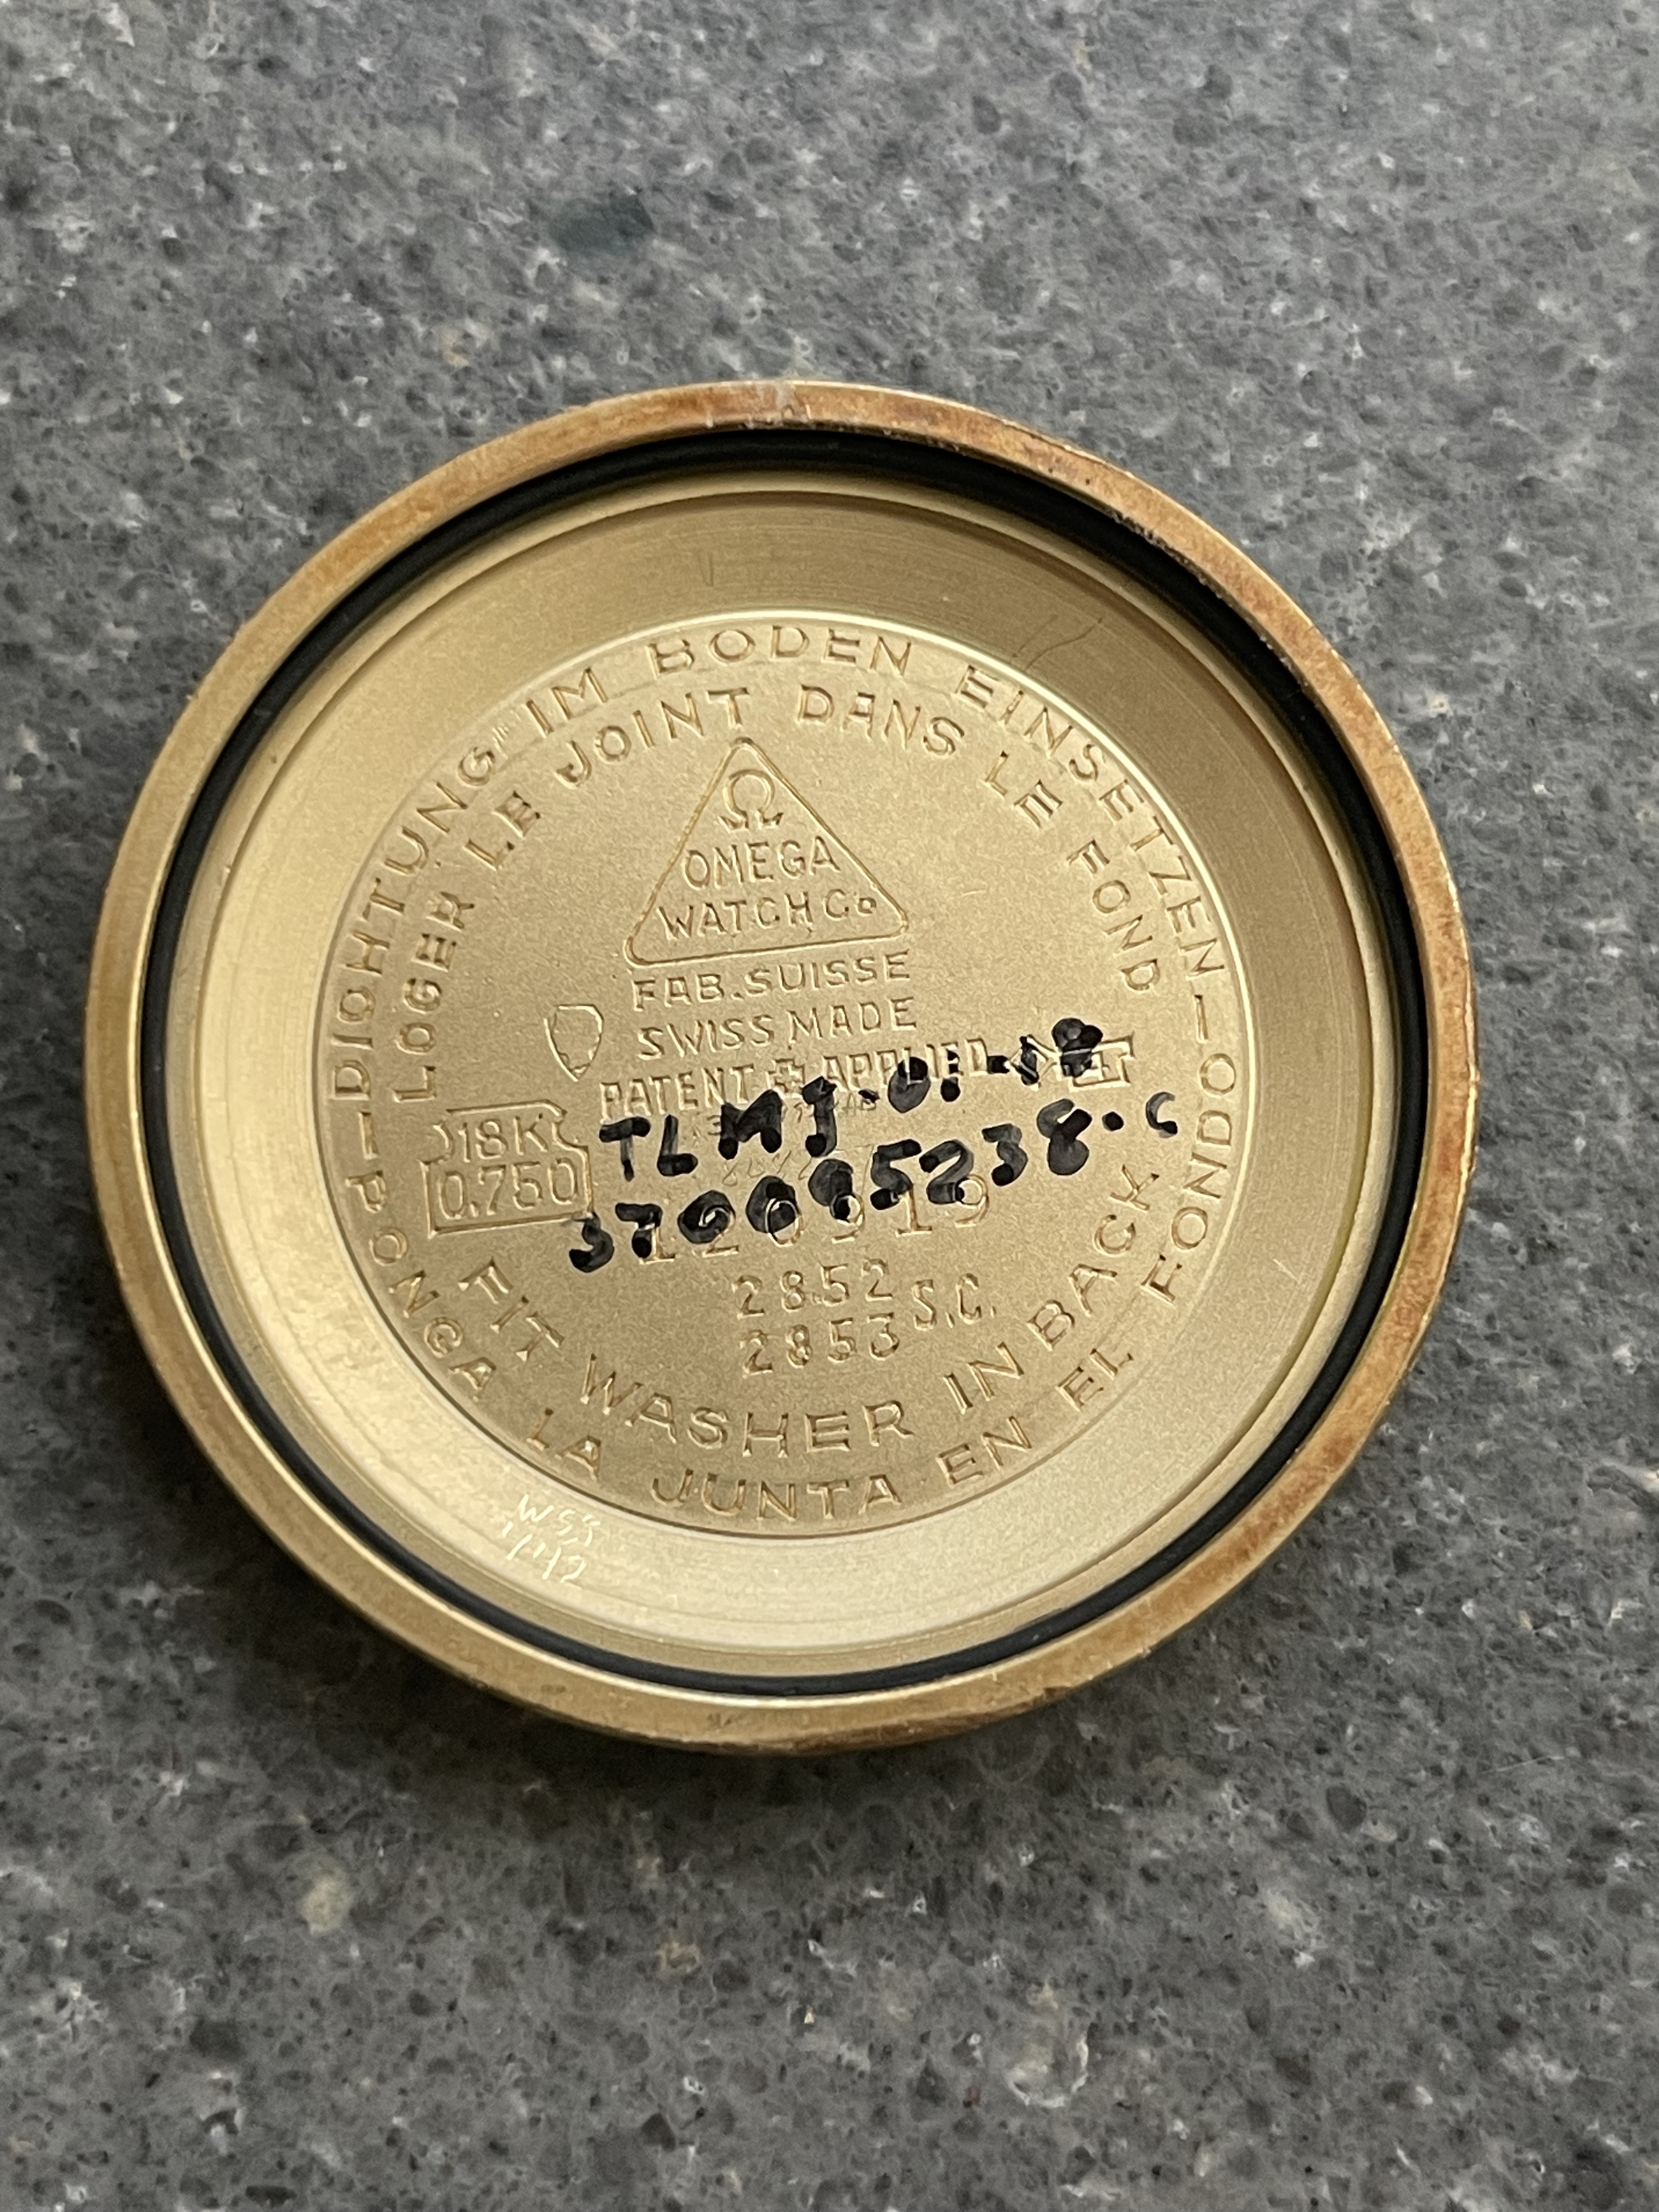 DICHTUNG IM BODEN EINSETZEN — FONDO
LOGER LE JOINT DANS LE FOND
Ω
OMEGA
WATCH Co
FAB. SUISSE
SWISS MADE
PATENT APPLIED
18K
0.750
2852
2853 S.C.
FIT WASHER IN BACK
PONGA LA JUNTA EN EL